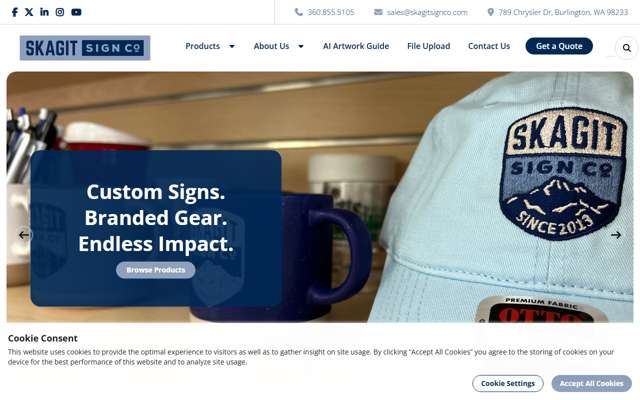 360.855.5105
sales@skagitsignco.com
789 Chrysler Dr, Burlington, WA 98233
SKAGIT SIGN CO
Products
About Us
AI Artwork Guide
File Upload
Contact Us
Get a Quote
SKAGIT
SIGN CO
SINCE 2013
Custom Signs.
Branded Gear.
Endless Impact.
Browse Products
PREMIUM FABRIC
OTTO
Cookie Consent
This website uses cookies to provide the optimal experience to visitors as well as to gather insight on site usage. By clicking "Accept All Cookies" you agree to the storing of cookies on your
device for the best performance of this website and to analyze site usage.
Cookie Settings
Accept All Cookies